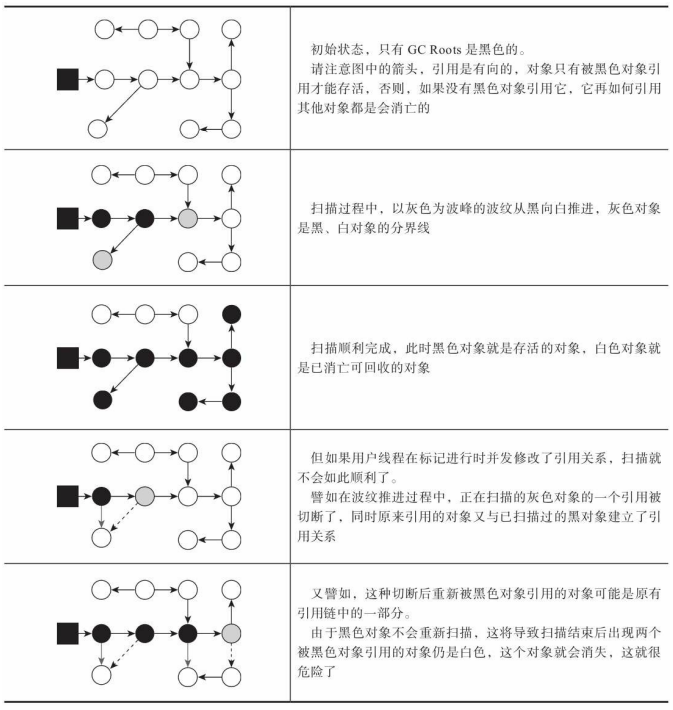 初始状态，只有 GC Roots 是黑色的。
请注意图中的箭头，引用是有向的，对象只有被黑色对象引
用才能存活，否则，如果没有黑色对象引用它，它再如何引用
其他对象都是会消亡的
扫描过程中，以灰色为波峰的波纹从黑向白推进，灰色对象
是黑、白对象的分界线
扫描顺利完成，此时黑色对象就是存活的对象，白色对象就
是已消亡可回收的对象
但如果用户线程在标记进行时并发修改了引用关系，扫描就
不会如此顺利了。
譬如在波纹推进过程中，正在扫描的灰色对象的一个引用被
切断了，同时原来引用的对象又与已扫描过的黑对象建立了引
用关系
又譬如，这种切断后重新被黑色对象引用的对象可能是原有
引用链中的一部分。
由于黑色对象不会重新扫描，这将导致扫描结束后出现两个
被黑色对象引用的对象仍是白色，这个对象就会消失，这就很
危险了